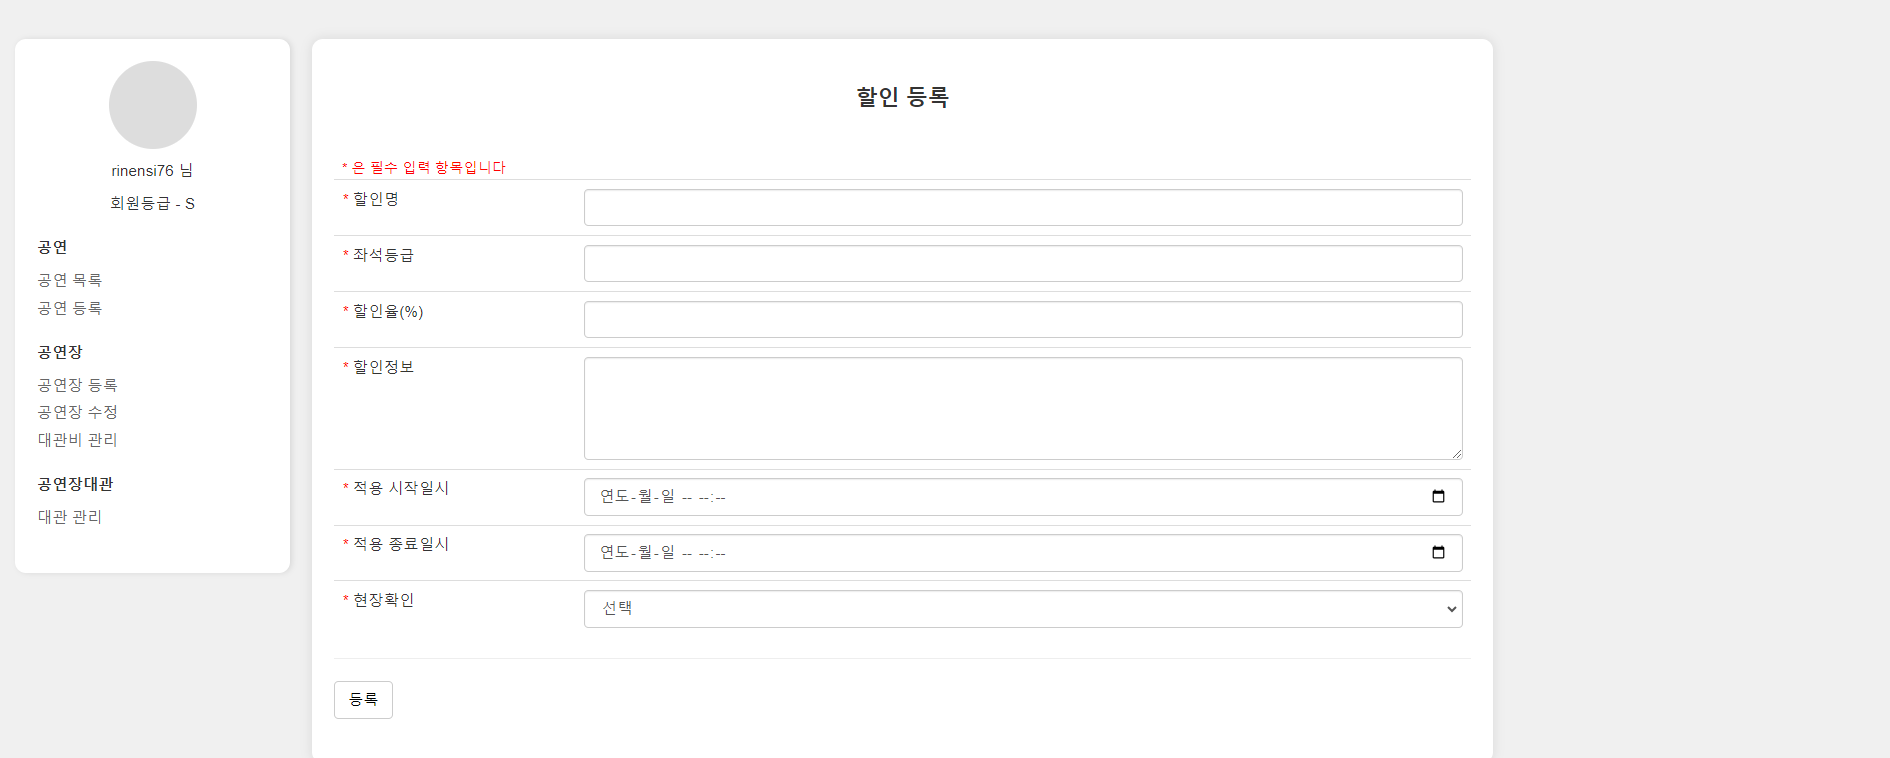 rinensi76 님
회원등급 - S
공연
공연 목록
공연 등록
공연장
공연장 등록
공연장 수정
대관비 관리
공연장대관
대관 관리
할인 등록
* 은 필수 입력 항목입니다
* 할인명
* 좌석등급
* 할인율(%)
* 할인정보
* 적용 시작일시
연도-월-일 -- --:--
* 적용 종료일시
연도-월-일 -- --:--
* 현장확인
선택
등록